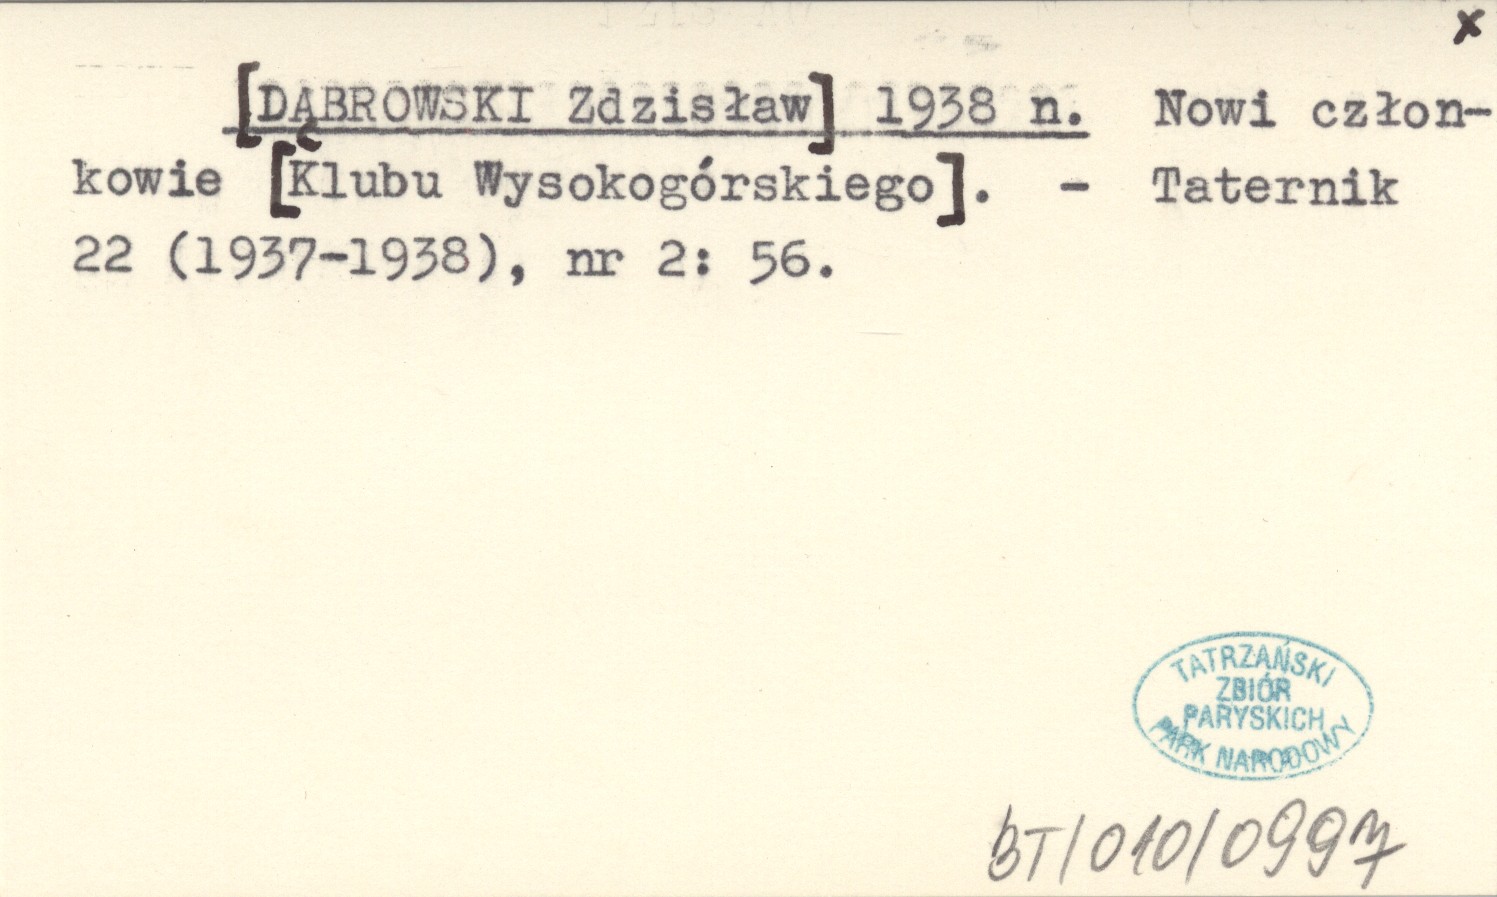 x
[DĄBROWSKI Zdzisław] 1938 n. Nowi człon-
kowie [Klubu Wysokogórskiego]. - Taternik
22 (1937-1938), nr 2: 56.
TATRZAŃSKI
ZBIÓR
PARYSKICH
PARK NARODOWY
BT/010/0997